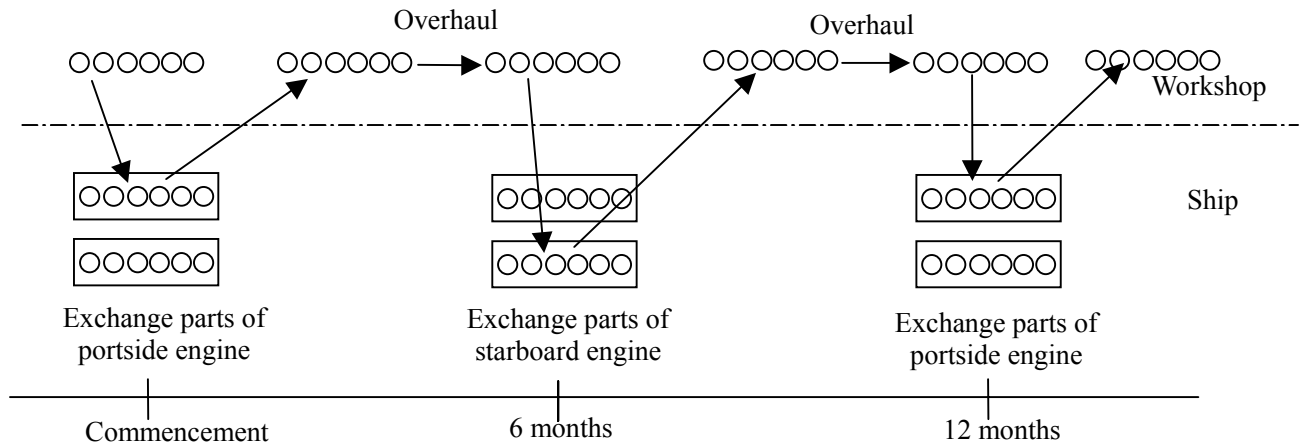 Overhaul
Overhaul
Workshop
Ship
Exchange parts of
portside engine
Exchange parts of
starboard engine
Exchange parts of
portside engine
Commencement
6 months
12 months